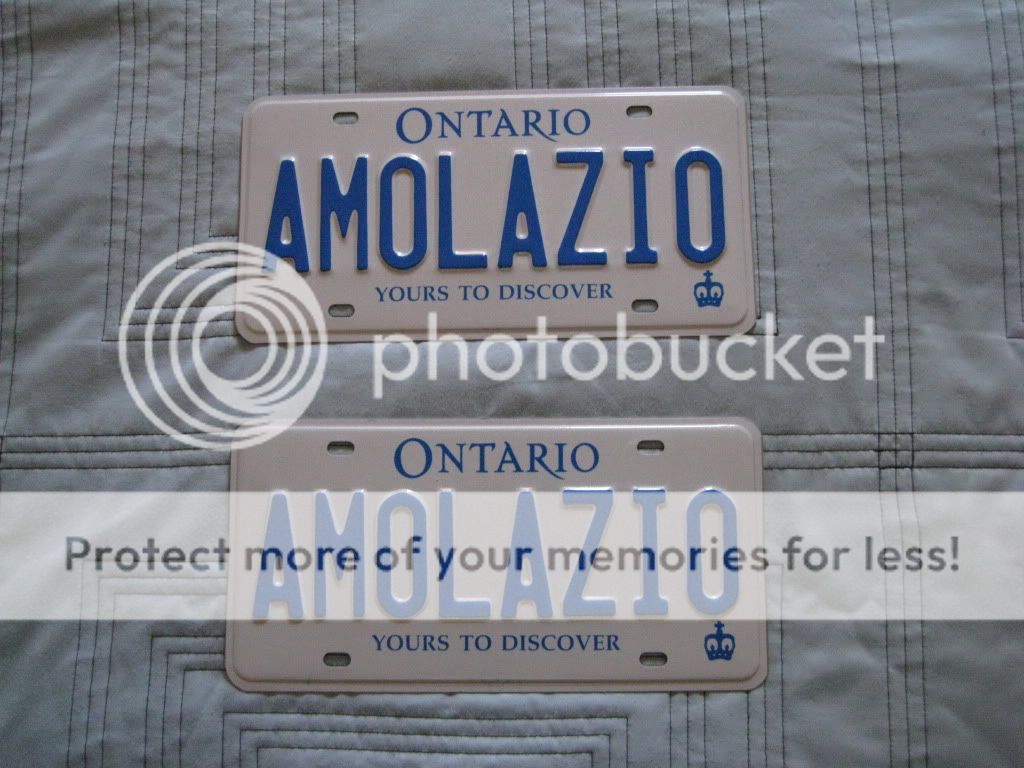 ONTARIO
AMOLAZIO
YOURS TO DISCOVER
photobucket
ONTARIO
AMOLAZIO
Protect more of your memories for less!
YOURS TO DISCOVER